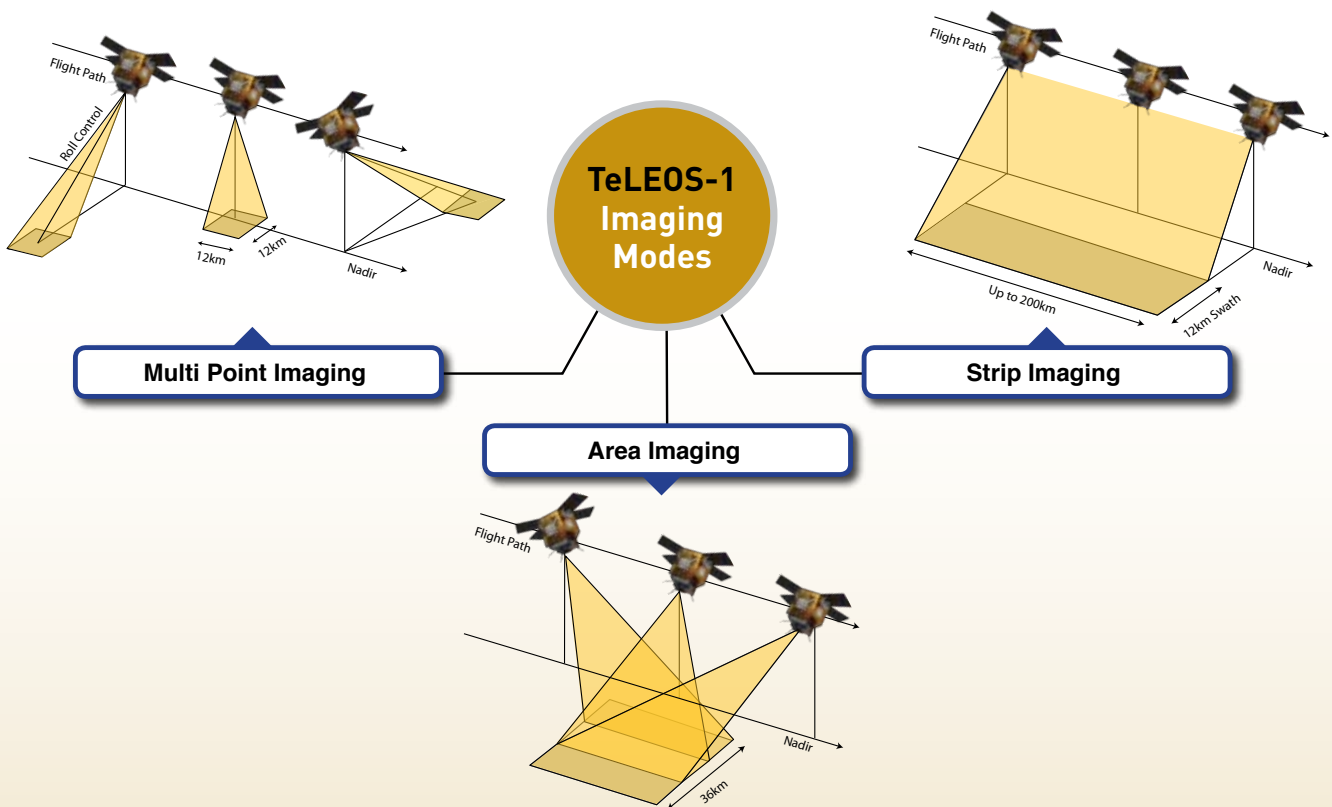 Flight Path
Roll Control
12km
12km
Nadir
TeLEOS-1
Imaging
Modes
Flight Path
Up to 200km
12km Swath
Nadir
Multi Point Imaging
Strip Imaging
Area Imaging
Flight Path
Nadir
36km